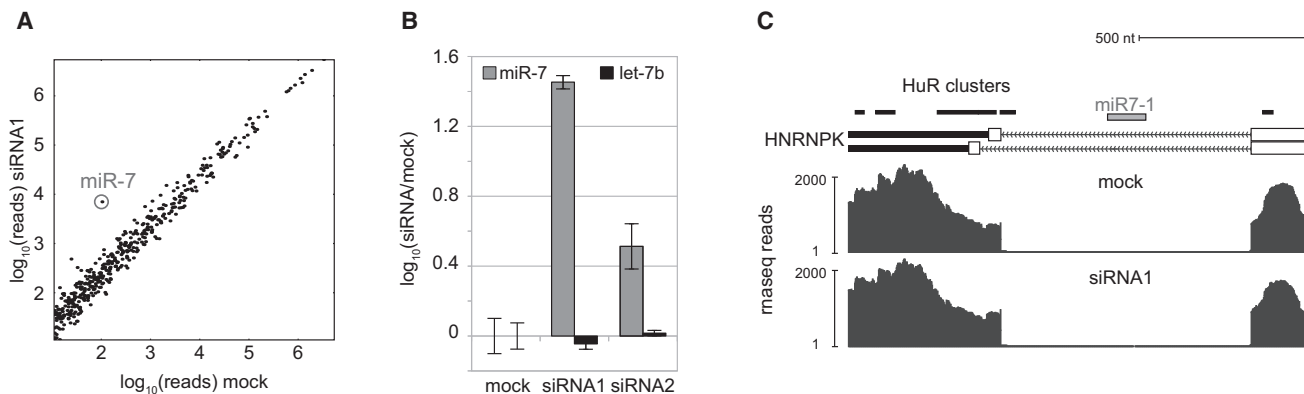 A
log10(reads) siRNA1
6
5
4
3
2
miR-7
2
3
4
5
6
log10(reads) mock
B
log10(siRNA/mock)
1.6
1.2
0.8
0.4
0
miR-7
let-7b
mock
siRNA1
siRNA2
C
500 nt
HuR clusters
miR7-1
HNRNPK
mock
2000
1
rnaseq reads
siRNA1
2000
1